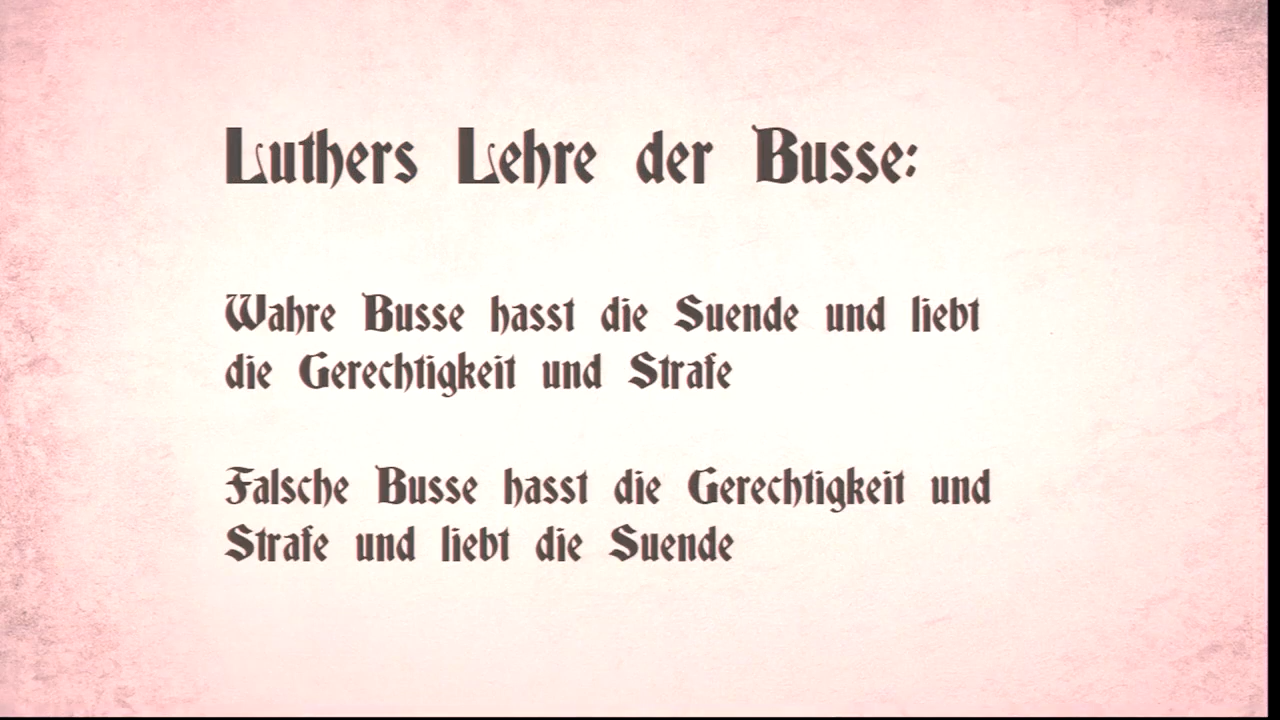 Luthers Lehre der Busse:
Wahre Busse hasst die Suende und liebt
die Gerechtigkeit und Strafe
Falsche Busse hasst die Gerechtigkeit und
Strafe und liebt die Suende